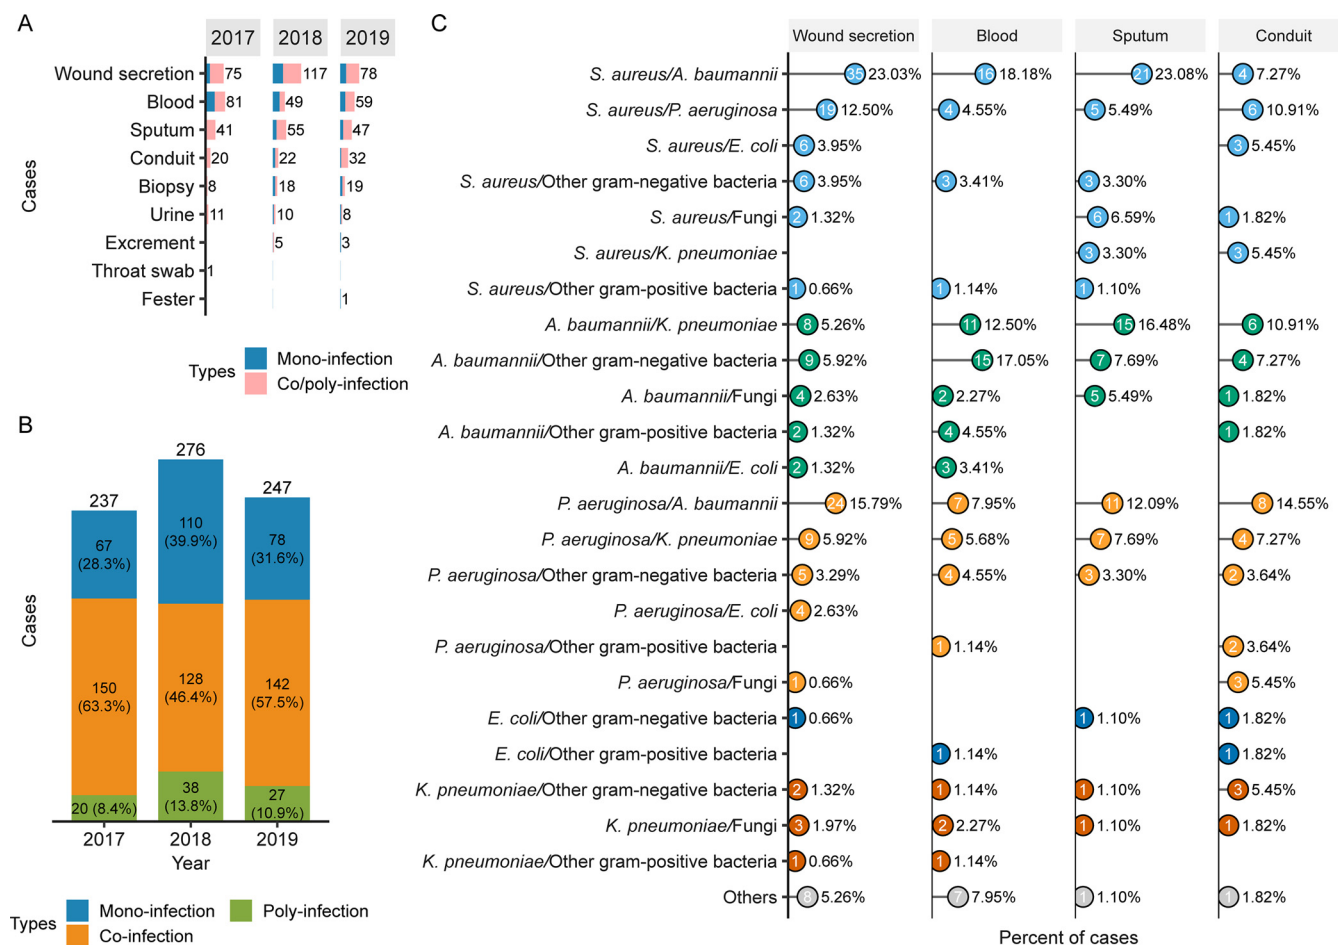 A
2017 2018 2019
Wound secretion 75 117 78
Blood 81 49 59
Sputum 41 55 47
Conduit 20 22 32
Biopsy 8 18 19
Urine 11 10 8
Excrement 5 3
Throat swab 1
Fester 1
Cases
Types
Mono-infection
Co/poly-infection
B
237 276 247
67 (28.3%)
110 (39.9%)
78 (31.6%)
150 (63.3%)
128 (46.4%)
142 (57.5%)
20 (8.4%)
38 (13.8%)
27 (10.9%)
2017 2018 2019
Year
Cases
Types
Mono-infection
Poly-infection
Co-infection
C
Wound secretion Blood Sputum Conduit
S. aureus/A. baumannii 35 23.03% 16 18.18% 21 23.08% 4 7.27%
S. aureus/P. aeruginosa 19 12.50% 4 4.55% 5 5.49% 6 10.91%
S. aureus/E. coli 6 3.95% 3 5.45%
S. aureus/Other gram-negative bacteria 6 3.95% 3 3.41% 3 3.30%
S. aureus/Fungi 2 1.32% 6 6.59% 1 1.82%
S. aureus/K. pneumoniae 3 3.30% 3 5.45%
S. aureus/Other gram-positive bacteria 1 0.66% 1 1.14% 1 1.10%
A. baumannii/K. pneumoniae 8 5.26% 11 12.50% 15 16.48% 6 10.91%
A. baumannii/Other gram-negative bacteria 9 5.92% 15 17.05% 7 7.69% 4 7.27%
A. baumannii/Fungi 4 2.63% 2 2.27% 5 5.49% 1 1.82%
A. baumannii/Other gram-positive bacteria 2 1.32% 4 4.55% 1 1.82%
A. baumannii/E. coli 2 1.32% 3 3.41%
P. aeruginosa/A. baumannii 24 15.79% 7 7.95% 11 12.09% 8 14.55%
P. aeruginosa/K. pneumoniae 9 5.92% 5 5.68% 7 7.69% 4 7.27%
P. aeruginosa/Other gram-negative bacteria 5 3.29% 4 4.55% 3 3.30% 2 3.64%
P. aeruginosa/E. coli 4 2.63%
P. aeruginosa/Other gram-positive bacteria 1 1.14% 2 3.64%
P. aeruginosa/Fungi 1 0.66% 3 5.45%
E. coli/Other gram-negative bacteria 1 0.66% 1 1.10% 1 1.82%
E. coli/Other gram-positive bacteria 1 1.14% 1 1.82%
K. pneumoniae/Other gram-negative bacteria 2 1.32% 1 1.14% 1 1.10% 3 5.45%
K. pneumoniae/Fungi 3 1.97% 2 2.27% 1 1.10% 1 1.82%
K. pneumoniae/Other gram-positive bacteria 1 0.66% 1 1.14%
Others 8 5.26% 7 7.95% 1 1.10% 1 1.82%
Percent of cases